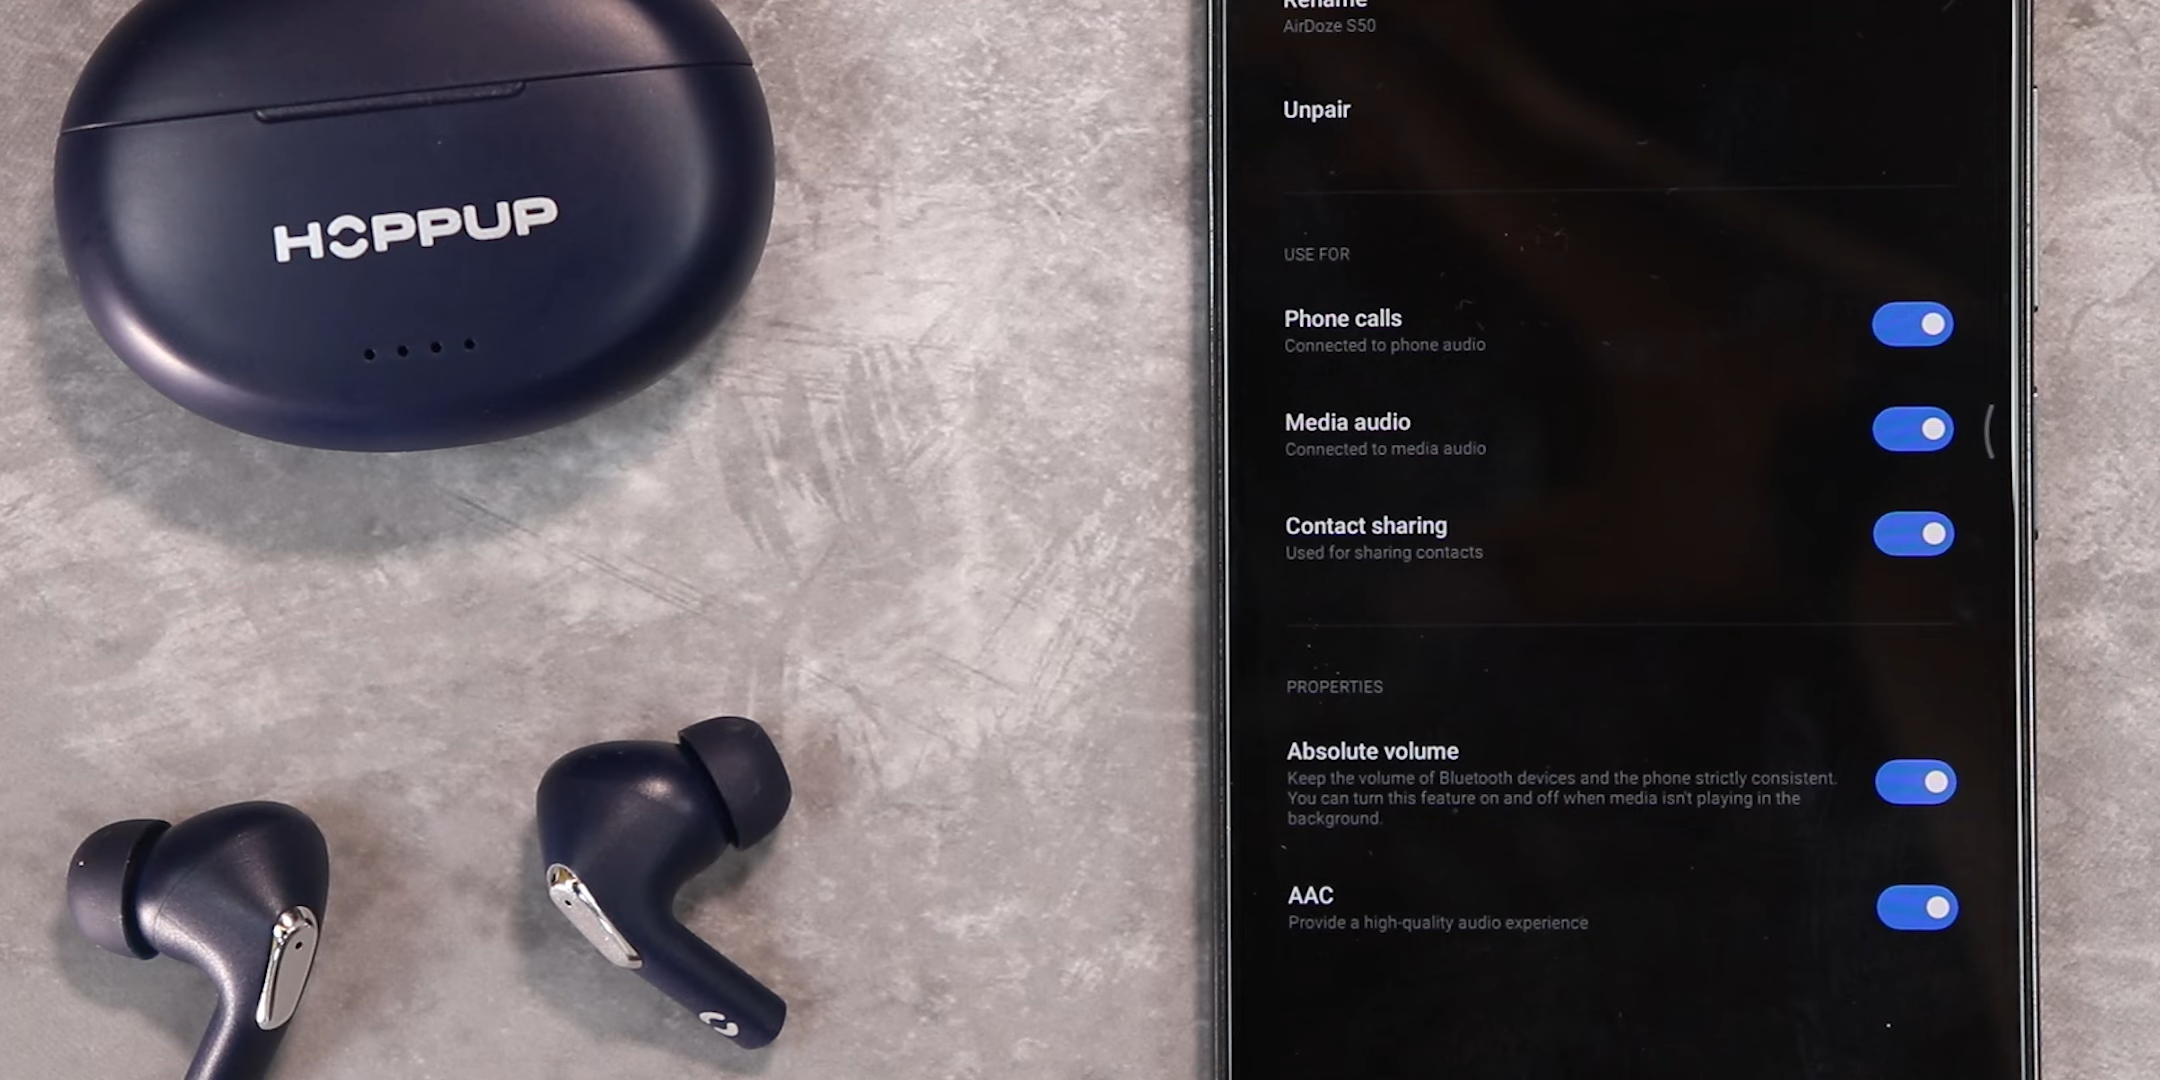 HOPPUP
Rename
AirDoze S50
Unpair
USE FOR
Phone calls
Connected to phone audio
Media audio
Connected to media audio
Contact sharing
Used for sharing contacts
PROPERTIES
Absolute volume
Keep the volume of Bluetooth devices and the phone strictly consistent.
You can turn this feature on and off when media isn't playing in the
background.
AAC
Provide a high-quality audio experience